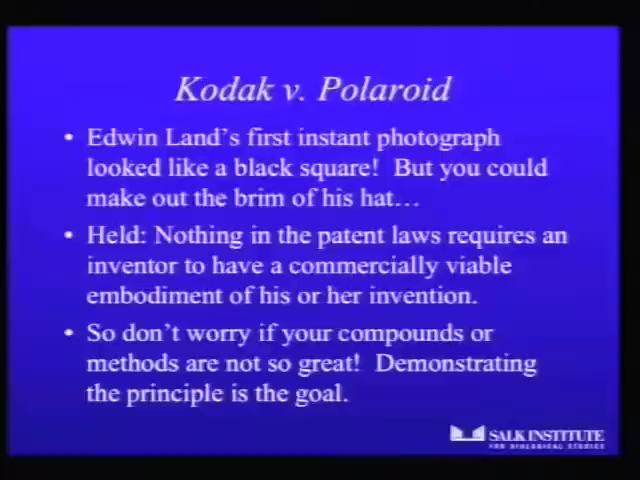 Kodak v. Polaroid
• Edwin Land's first instant photograph
looked like a black square! But you could
make out the brim of his hat…
• Held: Nothing in the patent laws requires an
inventor to have a commercially viable
embodiment of his or her invention.
• So don't worry if your compounds or
methods are not so great! Demonstrating
the principle is the goal.
SALK INSTITUTE
FOR BIOLOGICAL STUDIES